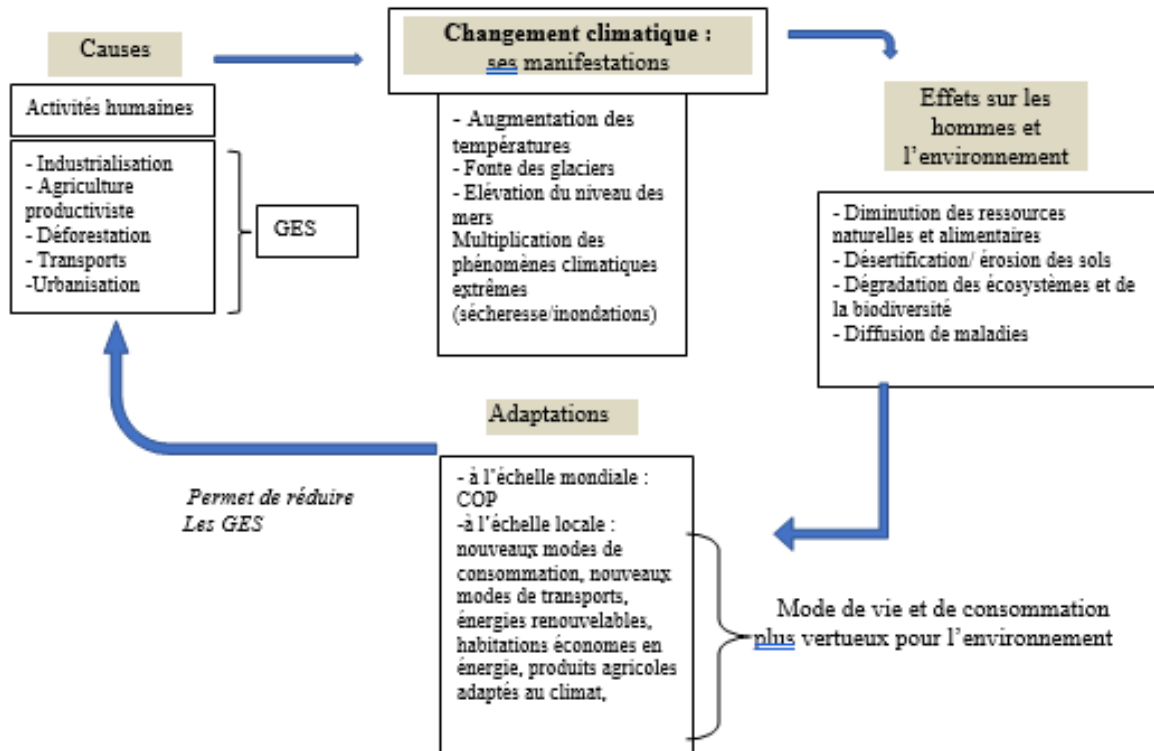 Causes
Activités humaines
- Industrialisation
- Agriculture
productiviste
- Déforestation
- Transports
-Urbanisation
GES
Changement climatique :
ses manifestations
- Augmentation des
températures
- Fonte des glaciers
- Elévation du niveau des
mers
Multiplication des
phénomènes climatiques
extrêmes
(sécheresse/inondations)
Effets sur les
hommes et
l’environnement
- Diminution des ressources
naturelles et alimentaires
- Désertification/ érosion des sols
- Dégradation des écosystèmes et de
la biodiversité
- Diffusion de maladies
Adaptations
- à l’échelle mondiale :
COP
-à l’échelle locale :
nouveaux modes de
consommation, nouveaux
modes de transports,
énergies renouvelables,
habitations économes en
énergie, produits agricoles
adaptés au climat,
Mode de vie et de consommation
plus vertueux pour l’environnement
Permet de réduire
Les GES